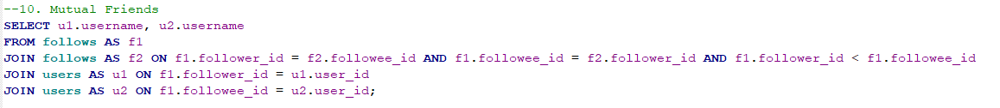 --10. Mutual Friends
SELECT u1.username, u2.username
FROM follows AS f1
JOIN follows AS f2 ON f1.follower_id = f2.followee_id AND f1.followee_id = f2.follower_id AND f1.follower_id < f1.followee_id
JOIN users AS u1 ON f1.follower_id = u1.user_id
JOIN users AS u2 ON f1.followee_id = u2.user_id;